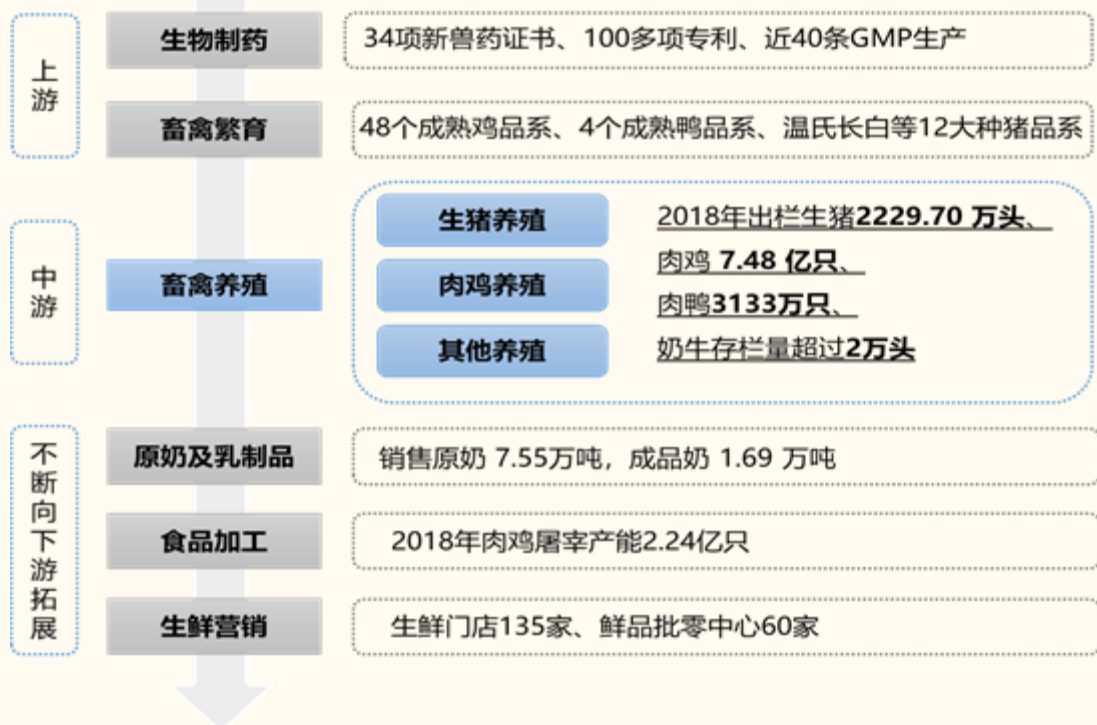 上游
生物制药
34项新兽药证书、100多项专利、近40条GMP生产
畜禽繁育
48个成熟鸡品系、4个成熟鸭品系、温氏长白等12大种猪品系
中游
畜禽养殖
生猪养殖
肉鸡养殖
其他养殖
2018年出栏生猪2229.70 万头、
肉鸡 7.48 亿只、
肉鸭3133万只、
奶牛存栏量超过2万头
不断向下游拓展
原奶及乳制品
销售原奶 7.55万吨，成品奶 1.69 万吨
食品加工
2018年肉鸡屠宰产能2.24亿只
生鲜营销
生鲜门店135家、鲜品批零中心60家